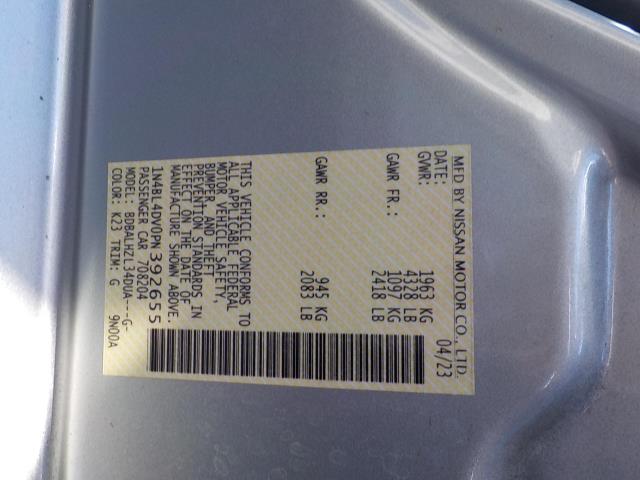 MFD BY NISSAN MOTOR CO., LTD.
DATE: 04/23
GVWR: 1963 KG
4328 LB
GAWR FR.: 1097 KG
2418 LB
GAWR RR.: 945 KG
2083 LB
THIS VEHICLE CONFORMS TO
ALL APPLICABLE FEDERAL
MOTOR VEHICLE SAFETY,
BUMPER, AND THEFT
PREVENTION STANDARDS IN
EFFECT ON THE DATE OF
MANUFACTURE SHOWN ABOVE.
1N4BL4DV0PN392655
PASSENGER CAR 708204
MODEL: BDBALHZL34DUA---G-
COLOR: K23 TRIM: G 9N00A